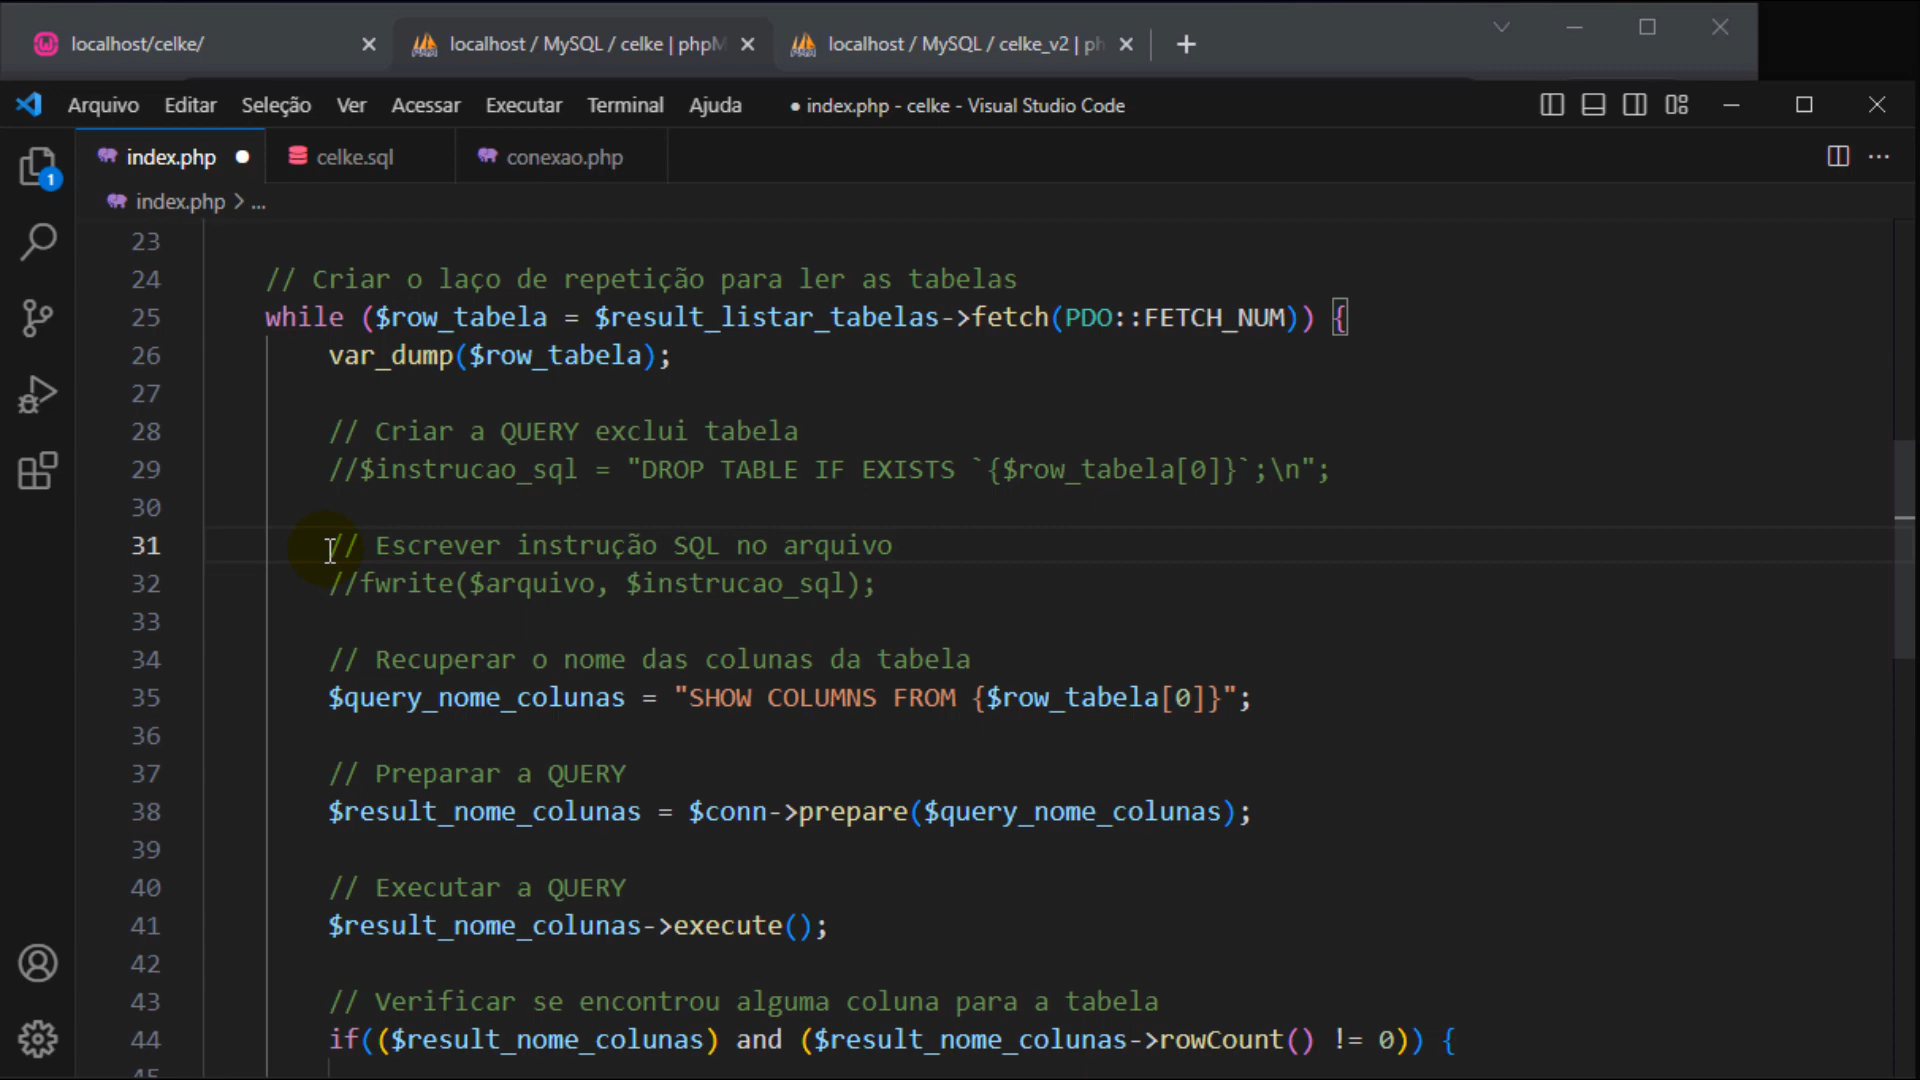 localhost/celke/
localhost / MySQL / celke | phpM
localhost / MySQL / celke_v2 | ph
Arquivo Editar Seleção Ver Acessar Executar Terminal Ajuda
● index.php - celke - Visual Studio Code
index.php
celke.sql
conexao.php
1
index.php > ...
23
24 // Criar o laço de repetição para ler as tabelas
25 while ($row_tabela = $result_listar_tabelas->fetch(PDO::FETCH_NUM)) {
26 var_dump($row_tabela);
27
28 // Criar a QUERY exclui tabela
29 //$instrucao_sql = "DROP TABLE IF EXISTS `{$row_tabela[0]}`;\n";
30
31 // Escrever instrução SQL no arquivo
32 //fwrite($arquivo, $instrucao_sql);
33
34 // Recuperar o nome das colunas da tabela
35 $query_nome_colunas = "SHOW COLUMNS FROM {$row_tabela[0]}";
36
37 // Preparar a QUERY
38 $result_nome_colunas = $conn->prepare($query_nome_colunas);
39
40 // Executar a QUERY
41 $result_nome_colunas->execute();
42
43 // Verificar se encontrou alguma coluna para a tabela
44 if(($result_nome_colunas) and ($result_nome_colunas->rowCount() != 0)) {
45